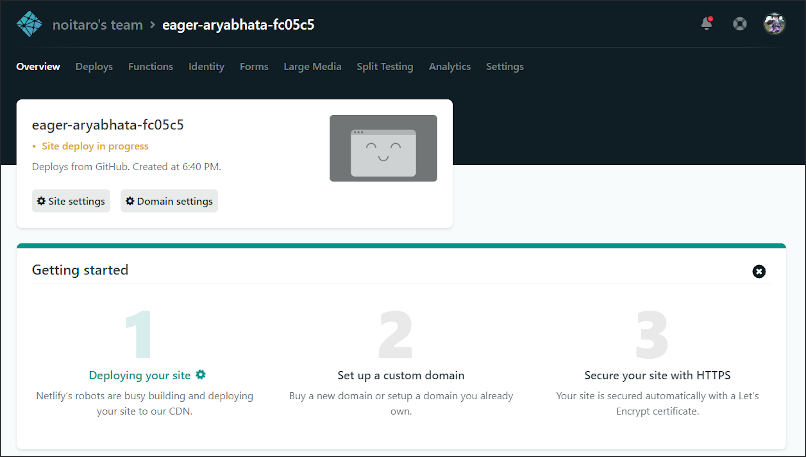 noitaro's team > eager-aryabhata-fc05c5
Overview Deploys Functions Identity Forms Large Media Split Testing Analytics Settings
eager-aryabhata-fc05c5
• Site deploy in progress
Deploys from GitHub. Created at 6:40 PM.
Site settings Domain settings
Getting started
1 2 3
Deploying your site
Netlify's robots are busy building and deploying
your site to our CDN.
Set up a custom domain
Buy a new domain or setup a domain you already
own.
Secure your site with HTTPS
Your site is secured automatically with a Let's
Encrypt certificate.